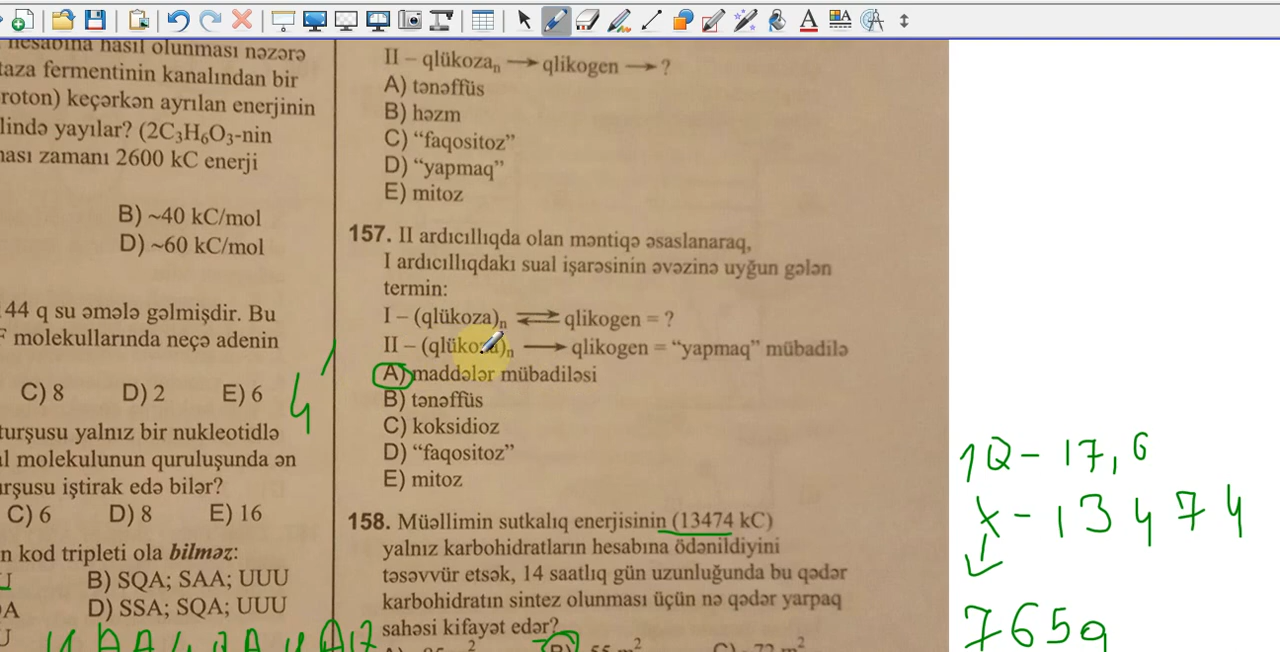 hesabına hasil olunması nəzərə
taza fermentinin kanalından bir
roton) keçərkən ayrılan enerjinin
lində yayılar? (2C₃H₆O₃-nin
ması zamanı 2600 kC enerji
B) ~40 kC/mol
D) ~60 kC/mol
144 q su əmələ gəlmişdir. Bu
F molekullarında neçə adenin
C) 8 D) 2 E) 6
4
turşusu yalnız bir nukleotidlə
al molekulunun quruluşunda ən
urşusu iştirak edə bilər?
C) 6 D) 8 E) 16
n kod tripleti ola bilməz:
B) SQA; SAA; UUU
D) SSA; SQA; UUU
II – qlükozaₙ → qlikogen → ?
A) tənəffüs
B) həzm
C) “faqositoz”
D) “yapmaq”
E) mitoz
157. II ardıcıllıqda olan məntiqə əsaslanaraq,
I ardıcıllıqdakı sual işarəsinin əvəzinə uyğun gələn
termin:
I – (qlükoza)ₙ ⇄ qlikogen = ?
II – (qlükoza)ₙ → qlikogen = “yapmaq” mübadilə
A) maddələr mübadiləsi
B) tənəffüs
C) koksidioz
D) “faqositoz”
E) mitoz
158. Müəllimin sutkalıq enerjisinin (13474 kC)
yalnız karbohidratların hesabına ödənildiyini
təsəvvür etsək, 14 saatlıq gün uzunluğunda bu qədər
karbohidratın sintez olunması üçün nə qədər yarpaq
sahəsi kifayət edər?
1Q - 17,6
x - 13474
765q